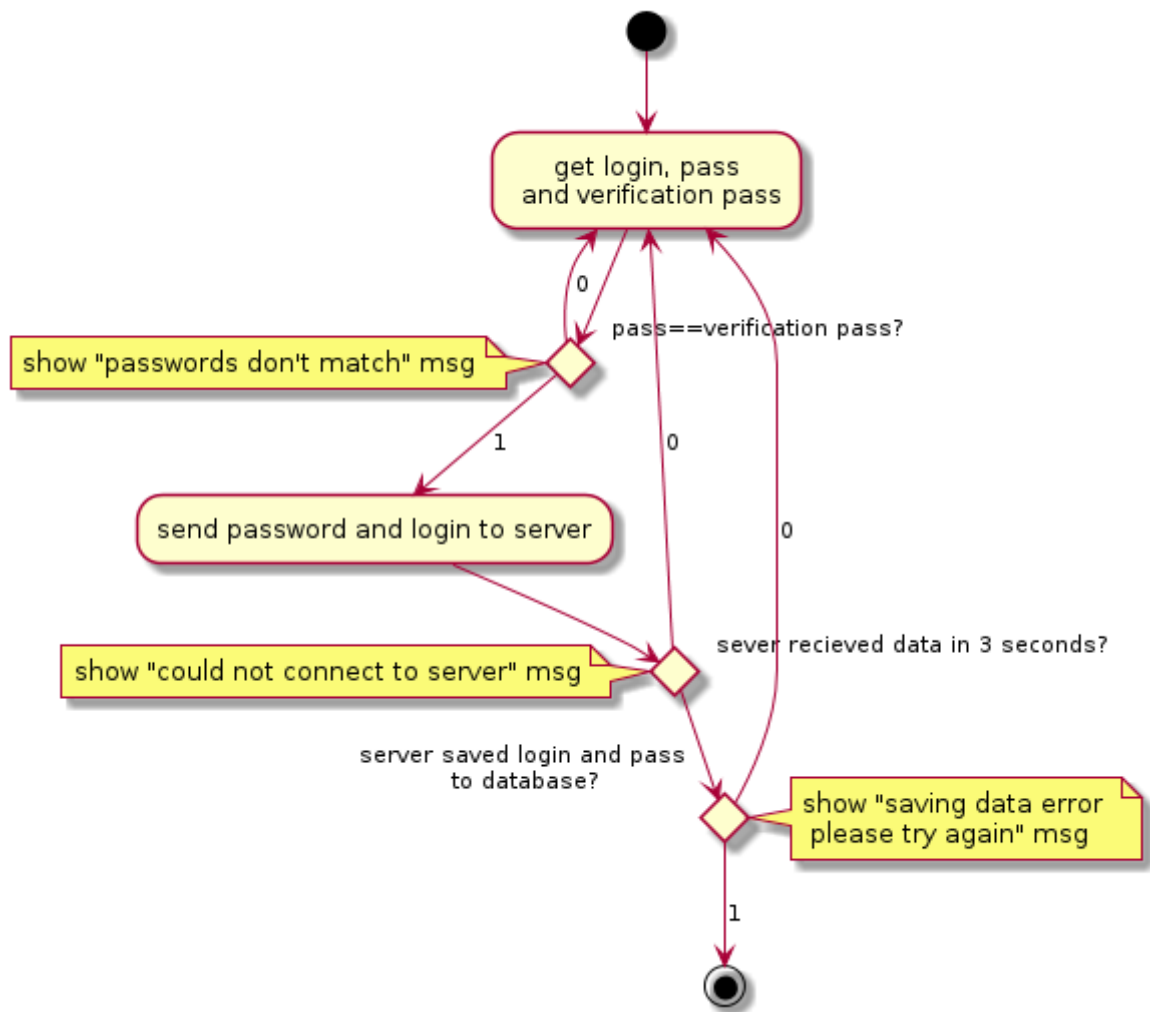 get login, pass
and verification pass
0
pass==verification pass?
show "passwords don't match" msg
1
0
send password and login to server
0
sever recieved data in 3 seconds?
show "could not connect to server" msg
server saved login and pass
to database?
show "saving data error
please try again" msg
1